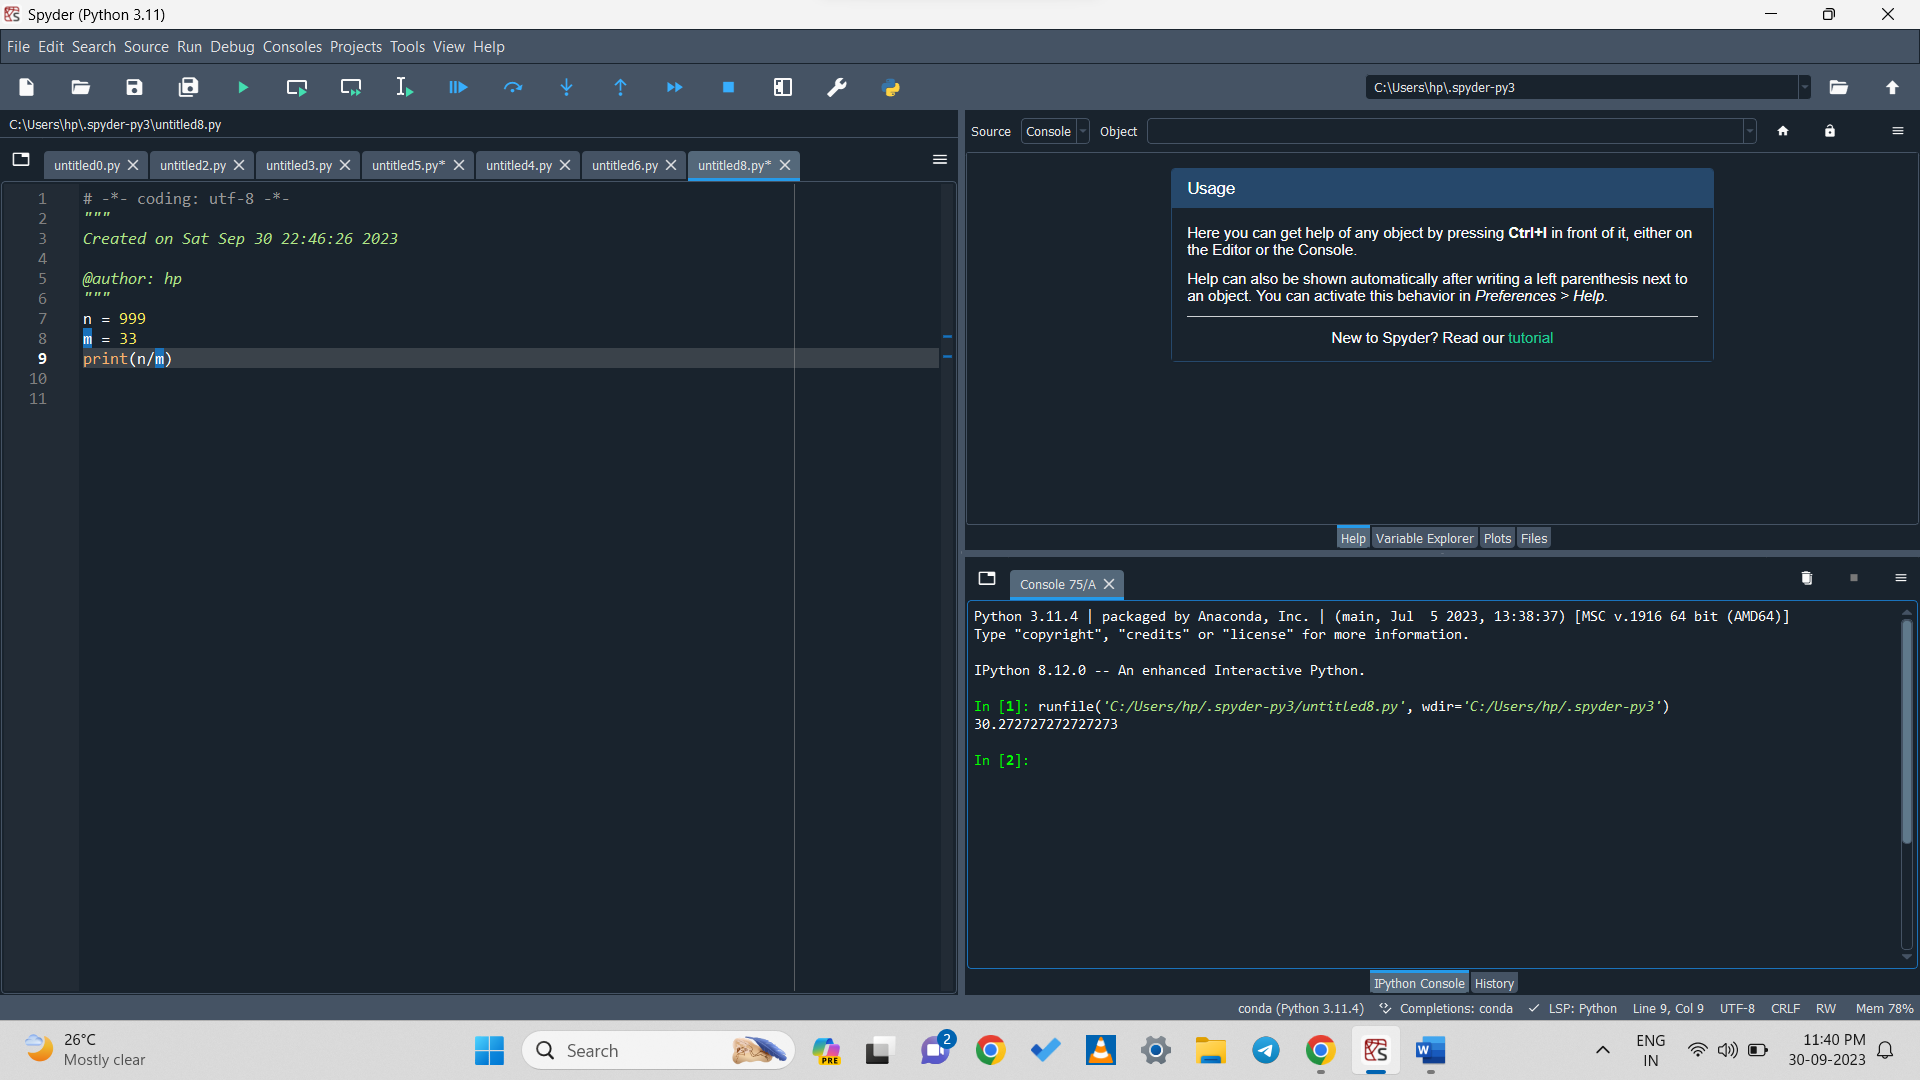 Spyder (Python 3.11)
File Edit Search Source Run Debug Consoles Projects Tools View Help
C:\Users\hp\.spyder-py3
C:\Users\hp\.spyder-py3\untitled8.py
untitled0.py untitled2.py untitled3.py untitled5.py* untitled4.py untitled6.py untitled8.py*
1 # -*- coding: utf-8 -*-
2 """
3 Created on Sat Sep 30 22:46:26 2023
4
5 @author: hp
6 """
7 n = 999
8 m = 33
9 print(n/m)
10
11
Source Console Object
Usage
Here you can get help of any object by pressing Ctrl+I in front of it, either on
the Editor or the Console.
Help can also be shown automatically after writing a left parenthesis next to
an object. You can activate this behavior in Preferences > Help.
New to Spyder? Read our tutorial
Help Variable Explorer Plots Files
Console 75/A
Python 3.11.4 | packaged by Anaconda, Inc. | (main, Jul  5 2023, 13:38:37) [MSC v.1916 64 bit (AMD64)]
Type "copyright", "credits" or "license" for more information.
IPython 8.12.0 -- An enhanced Interactive Python.
In [1]: runfile('C:/Users/hp/.spyder-py3/untitled8.py', wdir='C:/Users/hp/.spyder-py3')
30.272727272727273
In [2]:
IPython Console History
conda (Python 3.11.4) Completions: conda LSP: Python Line 9, Col 9 UTF-8 CRLF RW Mem 78%
26°C
Mostly clear
Search
PRE
2
W
ENG
IN
11:40 PM
30-09-2023